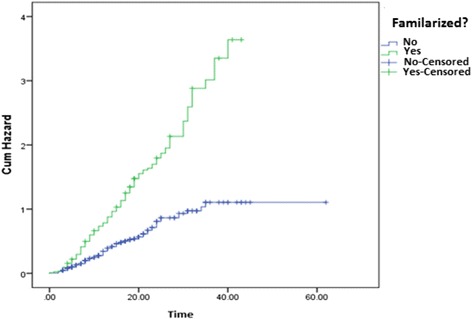 Familarized?
No
Yes
No-Censored
Yes-Censored
Cum Hazard
4
3
2
1
0
.00
20.00
40.00
60.00
Time